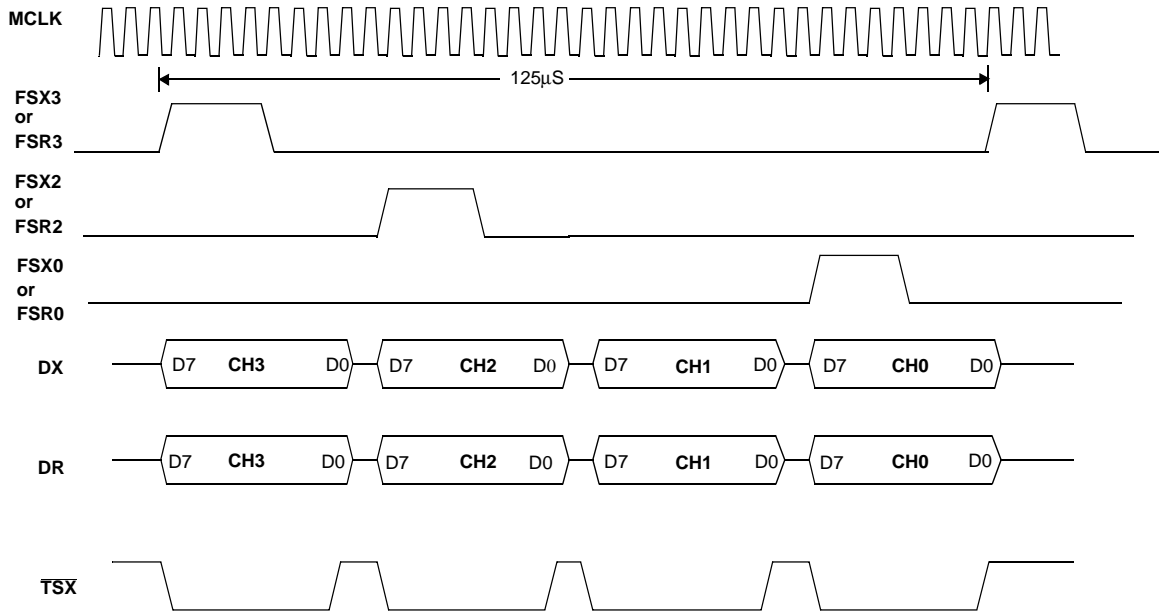 MCLK
125μS
FSX3
or
FSR3
FSX2
or
FSR2
FSX0
or
FSR0
DX
D7 CH3 D0 D7 CH2 D0 D7 CH1 D0 D7 CH0 D0
DR
D7 CH3 D0 D7 CH2 D0 D7 CH1 D0 D7 CH0 D0
T̅S̅X̅